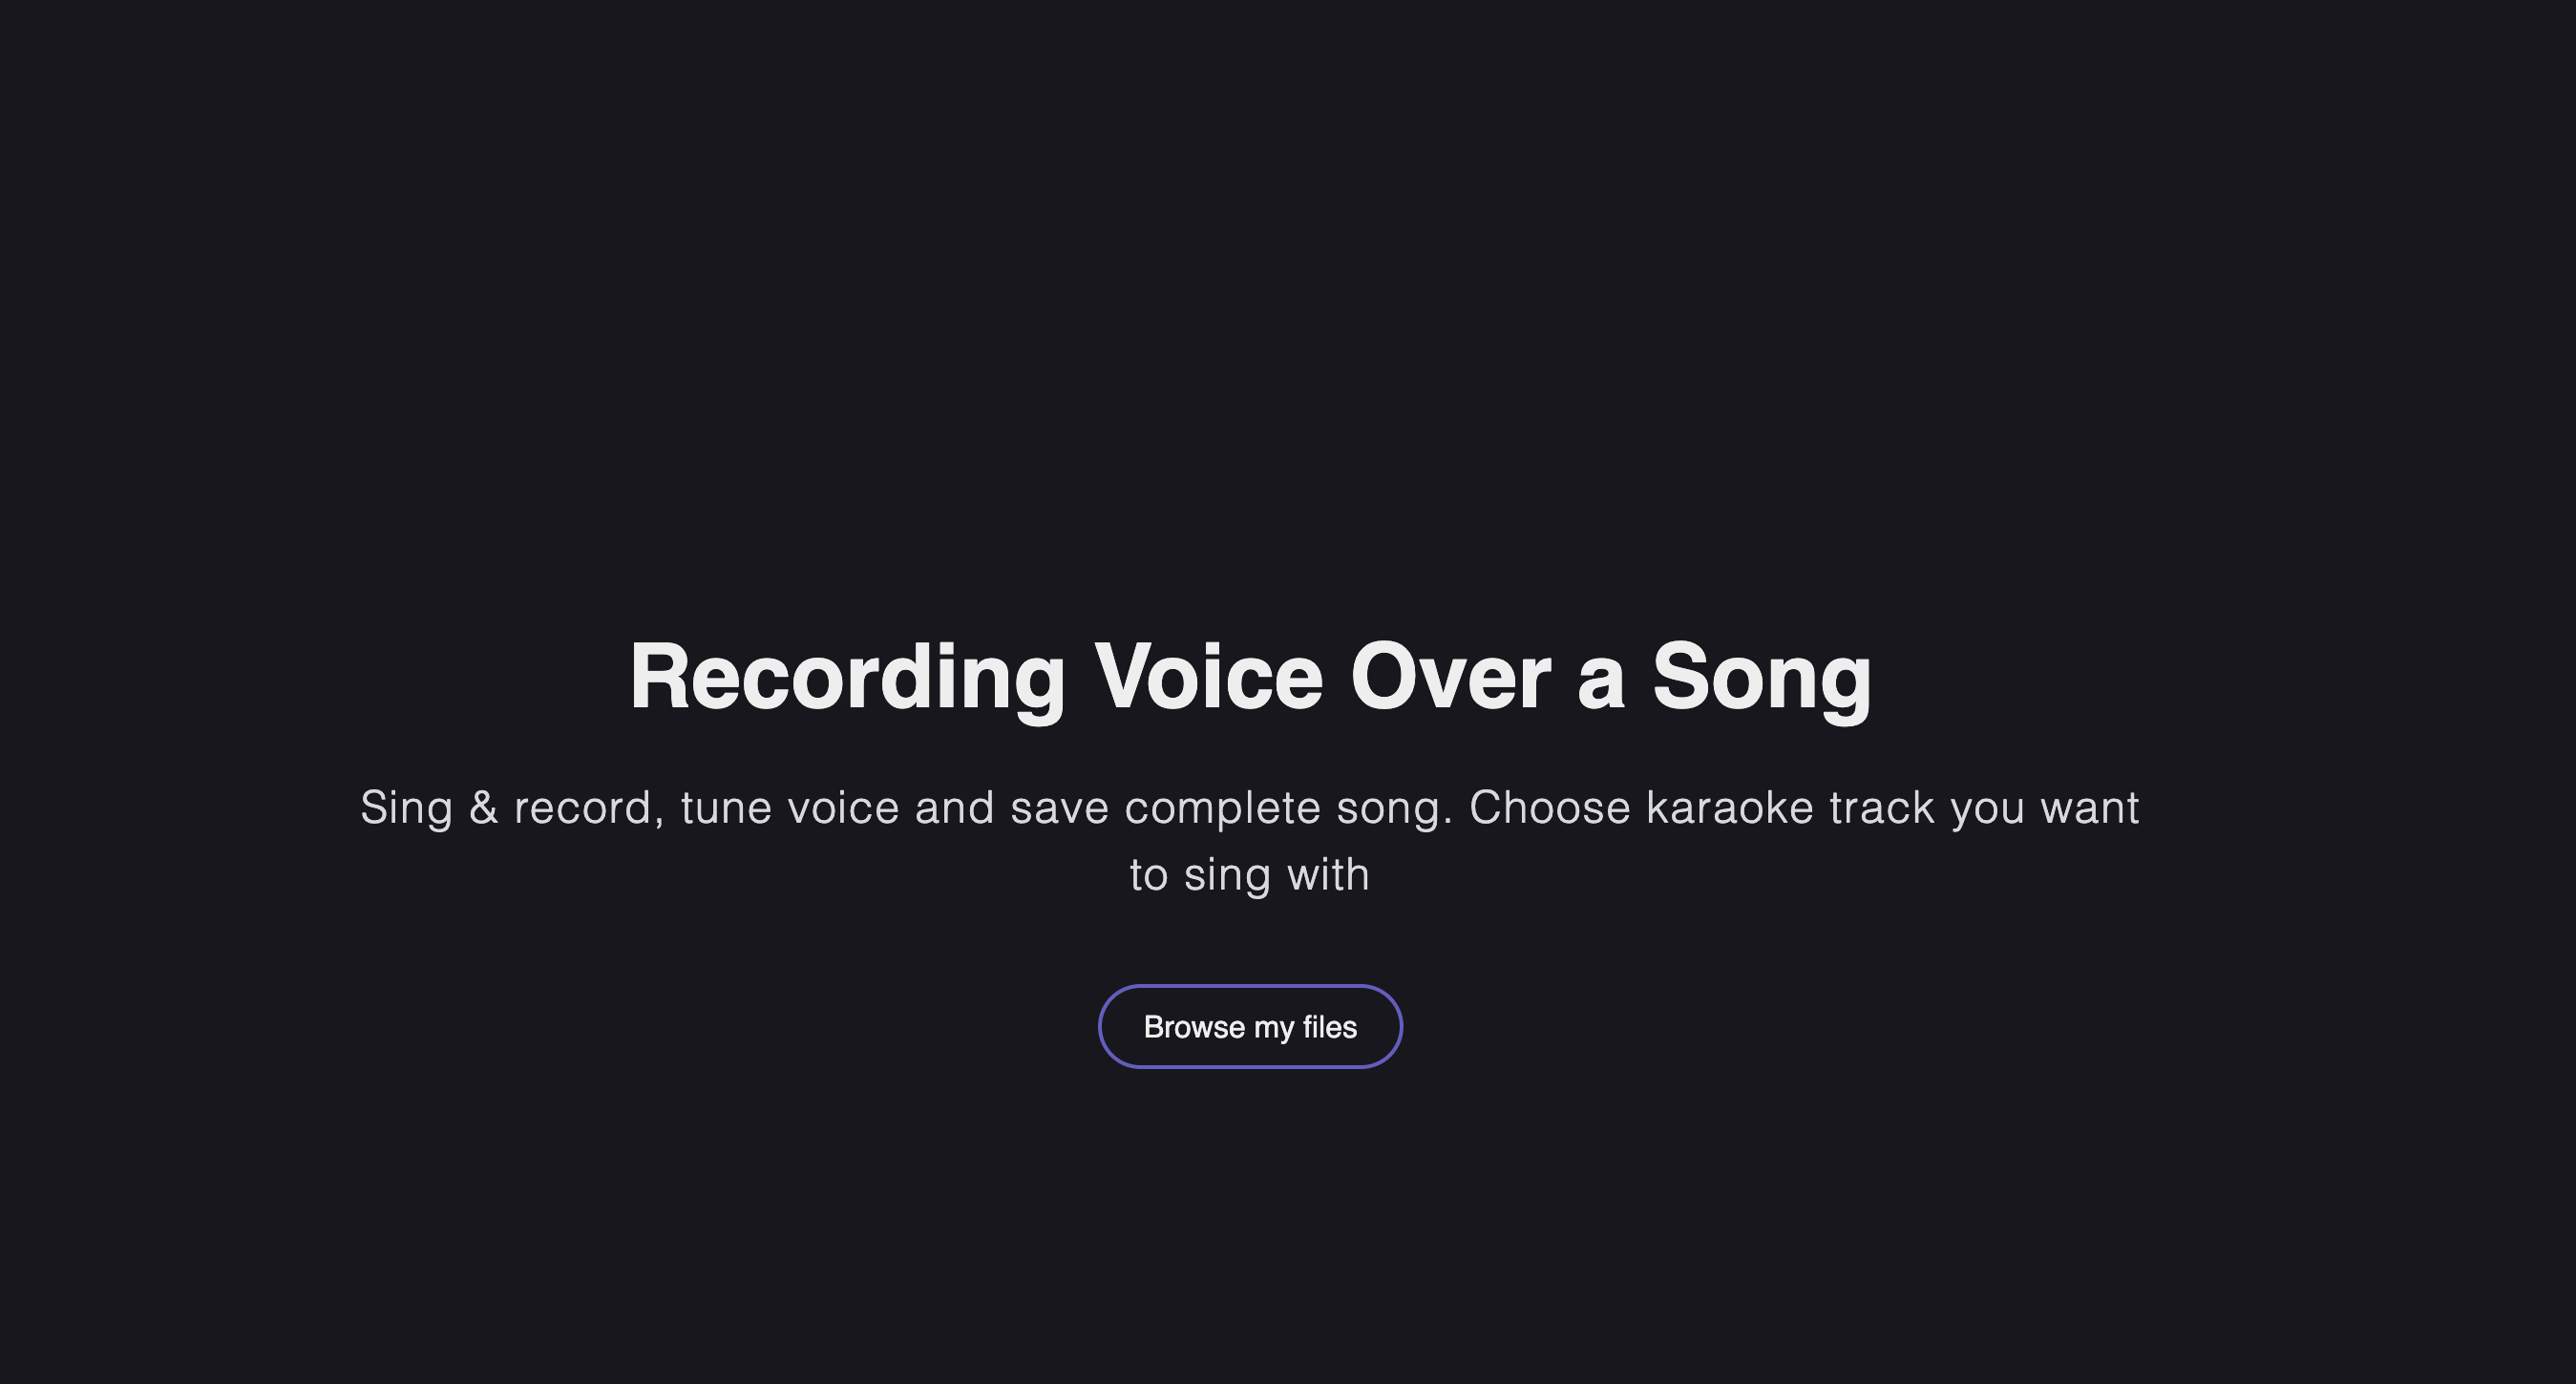 Recording Voice Over a Song
Sing & record, tune voice and save complete song. Choose karaoke track you want
to sing with
Browse my files